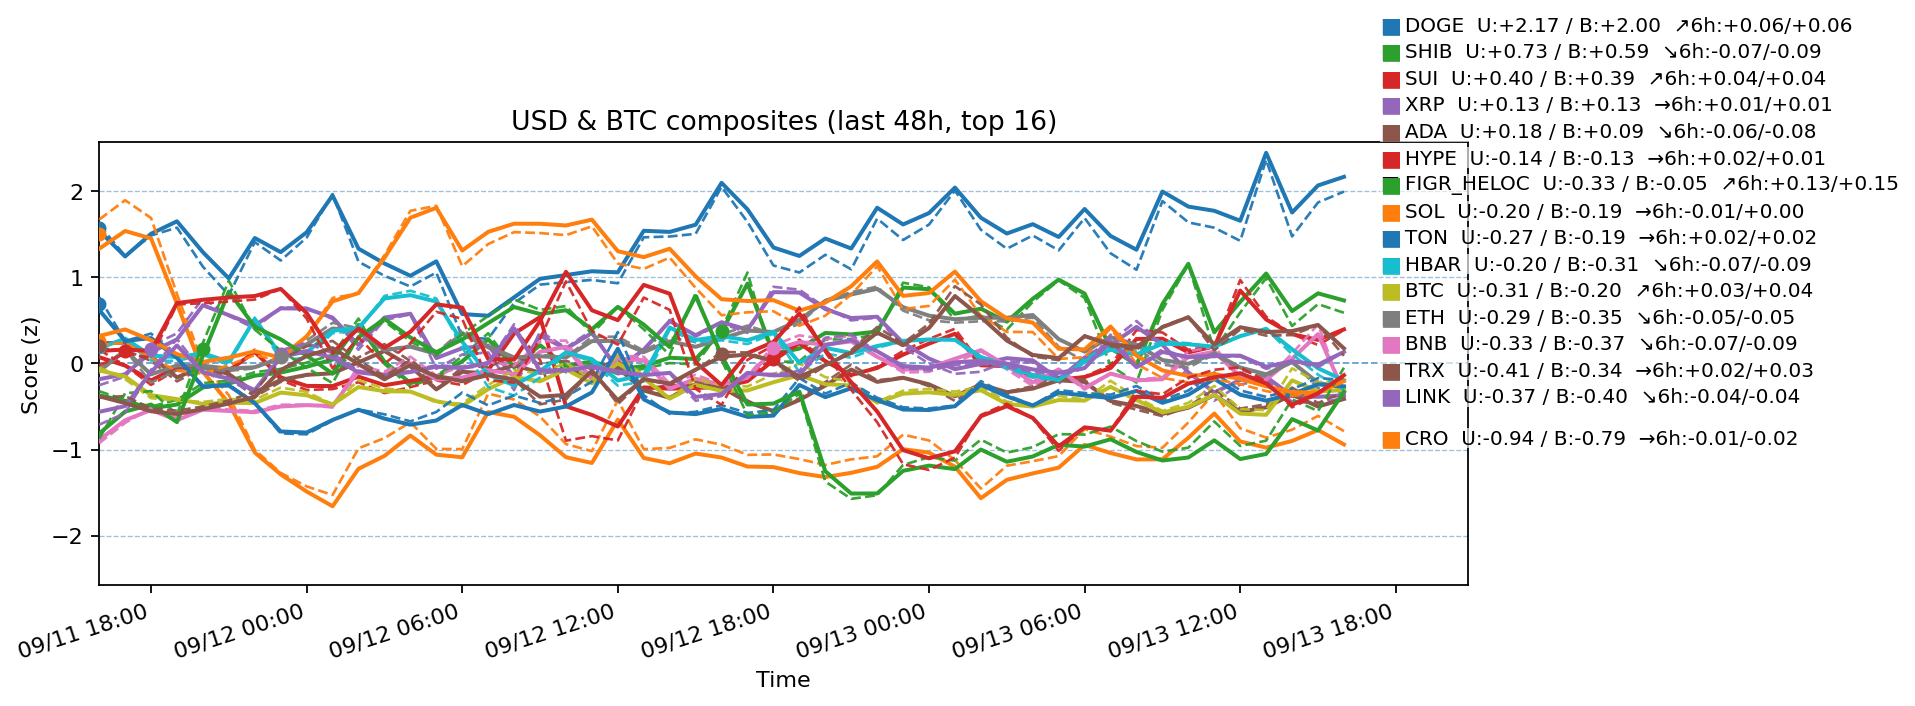 DOGE  U:+2.17 / B:+2.00  ↗6h:+0.06/+0.06
SHIB  U:+0.73 / B:+0.59  ↘6h:-0.07/-0.09
SUI  U:+0.40 / B:+0.39  ↗6h:+0.04/+0.04
XRP  U:+0.13 / B:+0.13  →6h:+0.01/+0.01
ADA  U:+0.18 / B:+0.09  ↘6h:-0.06/-0.08
HYPE  U:-0.14 / B:-0.13  →6h:+0.02/+0.01
FIGR_HELOC  U:-0.33 / B:-0.05  ↗6h:+0.13/+0.15
SOL  U:-0.20 / B:-0.19  →6h:-0.01/+0.00
TON  U:-0.27 / B:-0.19  →6h:+0.02/+0.02
HBAR  U:-0.20 / B:-0.31  ↘6h:-0.07/-0.09
BTC  U:-0.31 / B:-0.20  ↗6h:+0.03/+0.04
ETH  U:-0.29 / B:-0.35  ↘6h:-0.05/-0.05
BNB  U:-0.33 / B:-0.37  ↘6h:-0.07/-0.09
TRX  U:-0.41 / B:-0.34  →6h:+0.02/+0.03
LINK  U:-0.37 / B:-0.40  ↘6h:-0.04/-0.04
CRO  U:-0.94 / B:-0.79  →6h:-0.01/-0.02
USD & BTC composites (last 48h, top 16)
Score (z)
2
1
0
−1
−2
09/11 18:00
09/12 00:00
09/12 06:00
09/12 12:00
09/12 18:00
09/13 00:00
09/13 06:00
09/13 12:00
09/13 18:00
Time